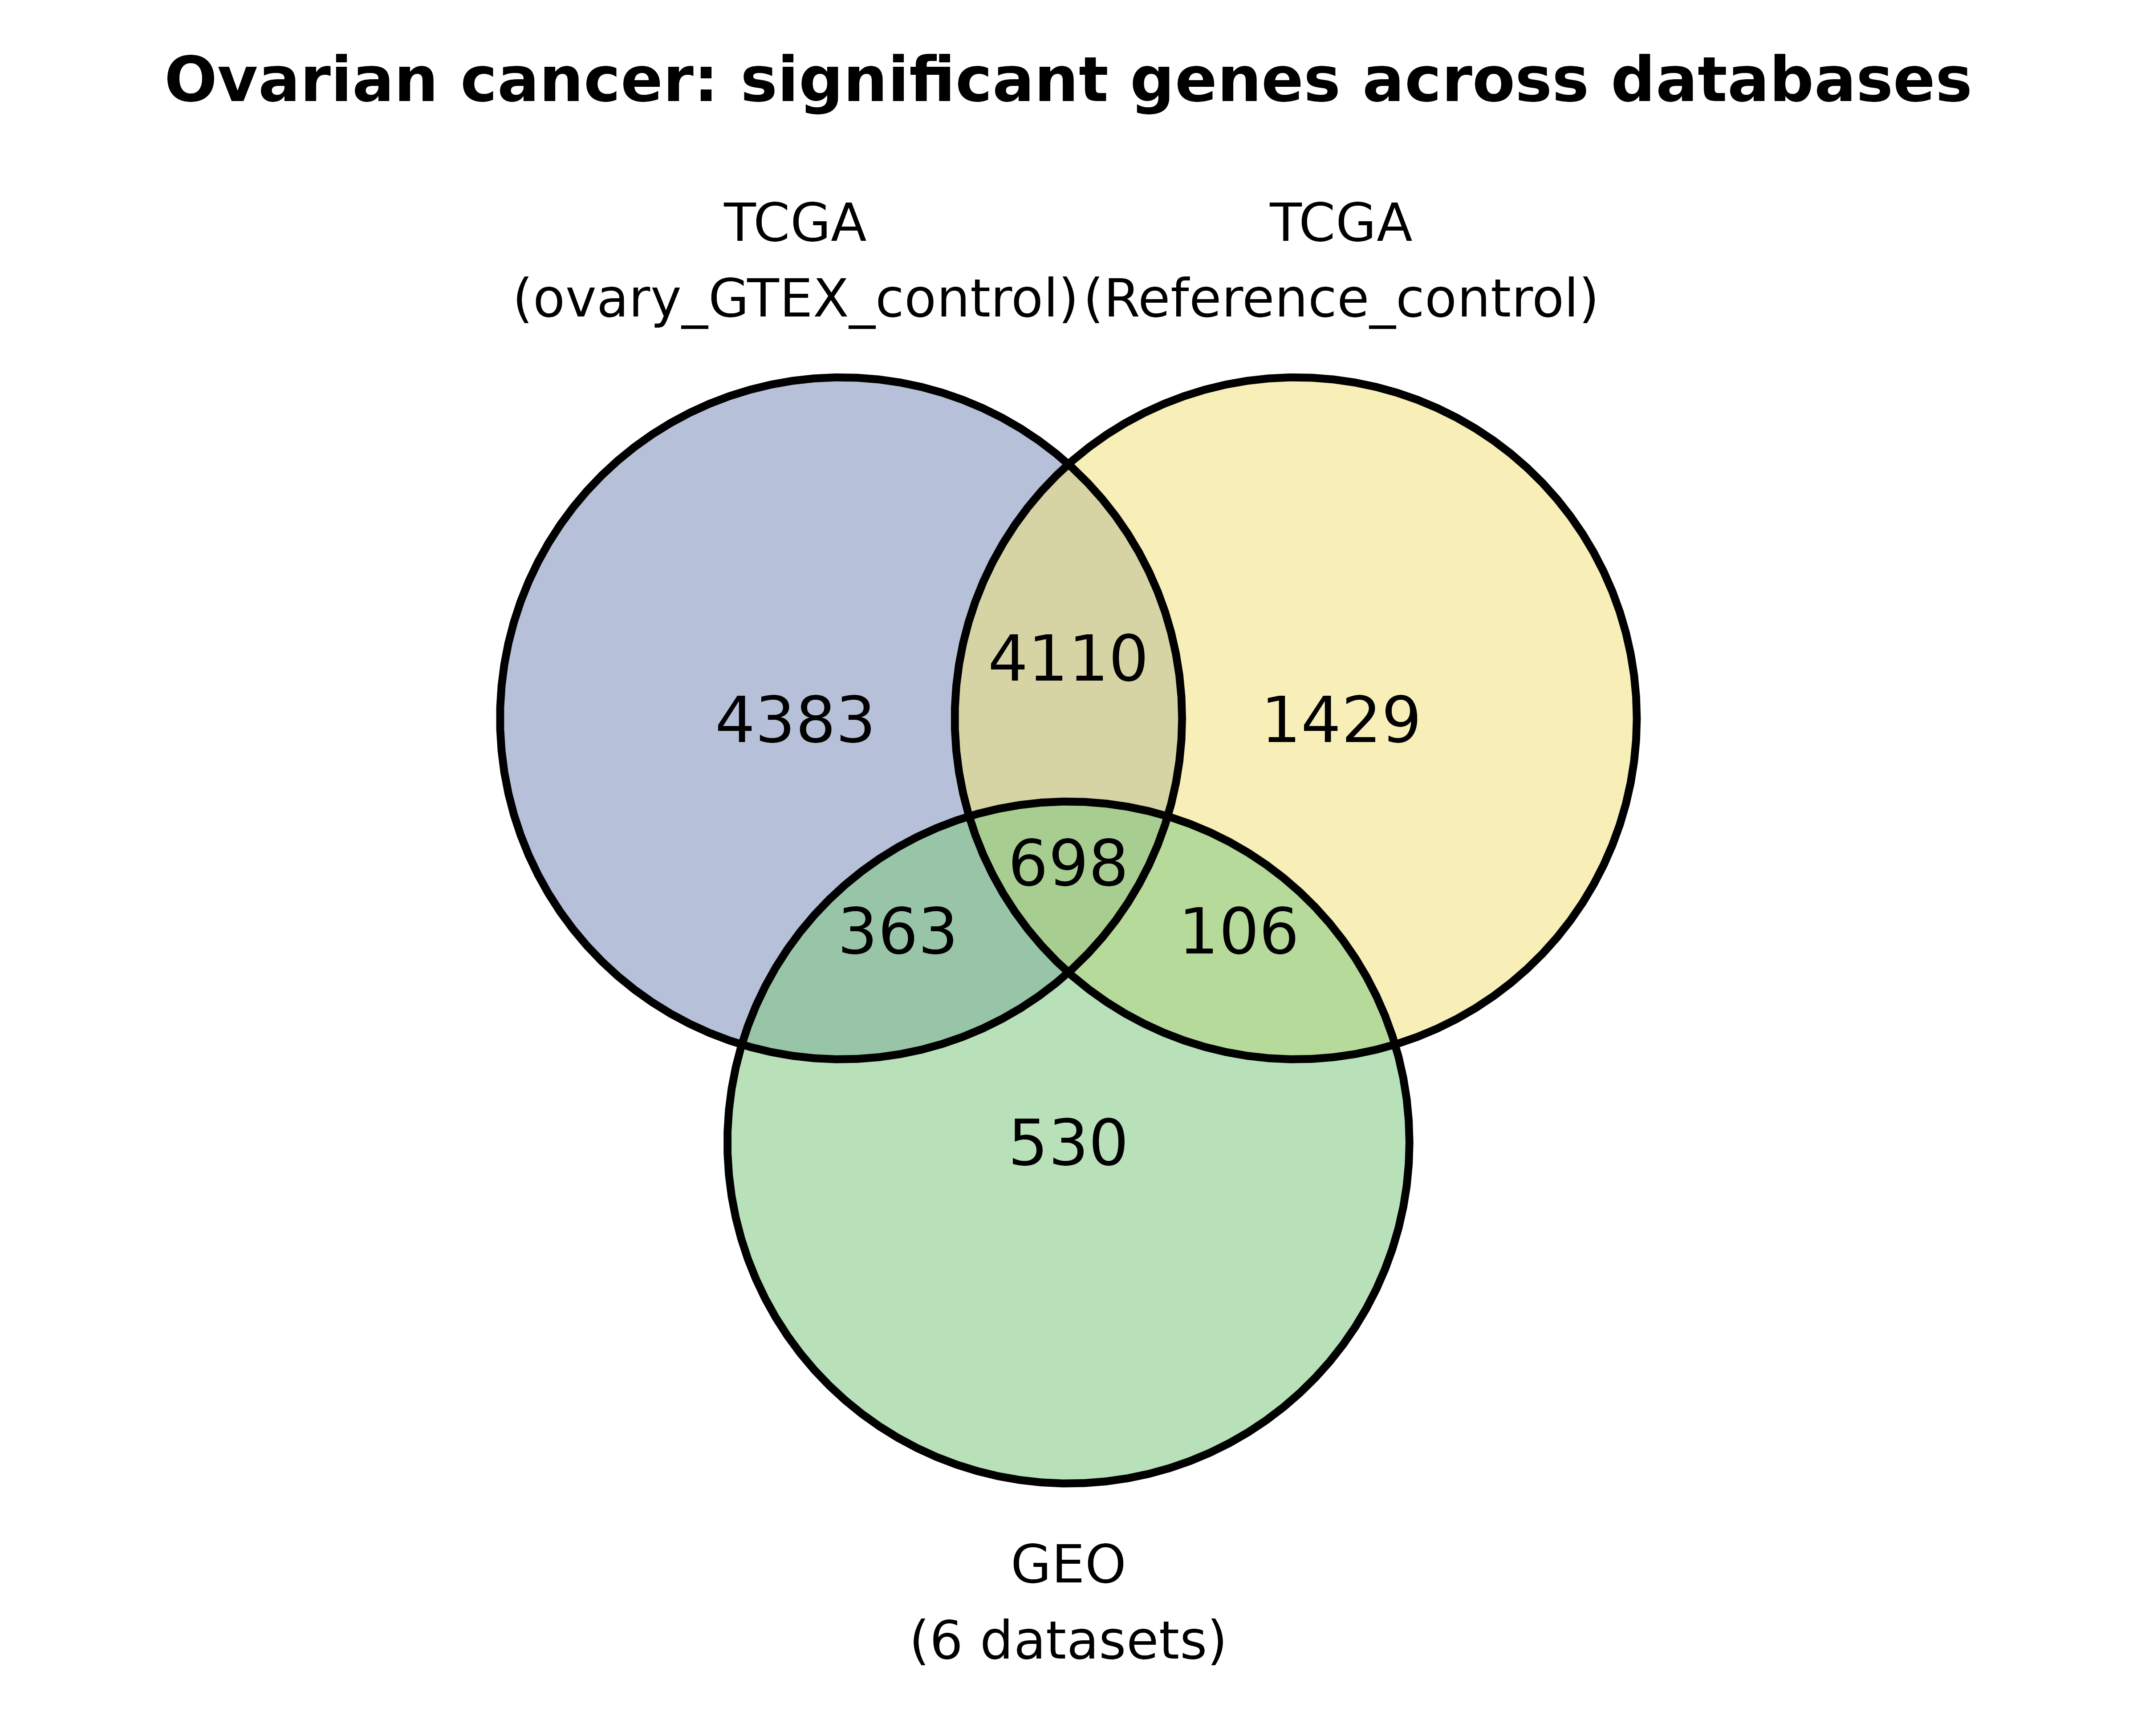 Ovarian cancer: significant genes across databases
TCGA
(ovary_GTEX_control)
TCGA
(Reference_control)
4110
4383
1429
698
363
106
530
GEO
(6 datasets)